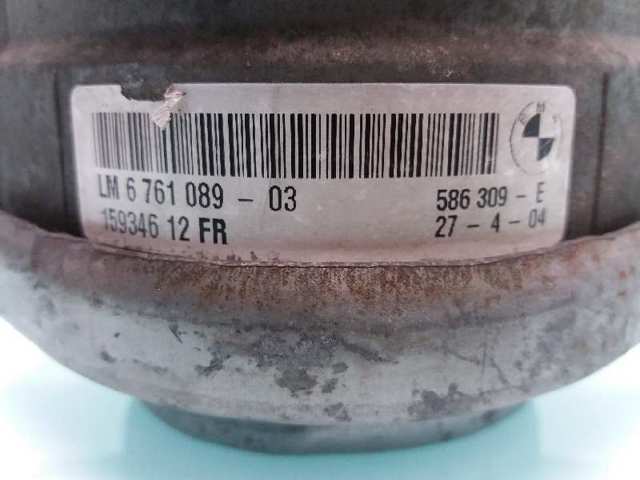 LM 6 761 089 - 03 586 309 - E
159346 12 FR 27 - 4 - 04